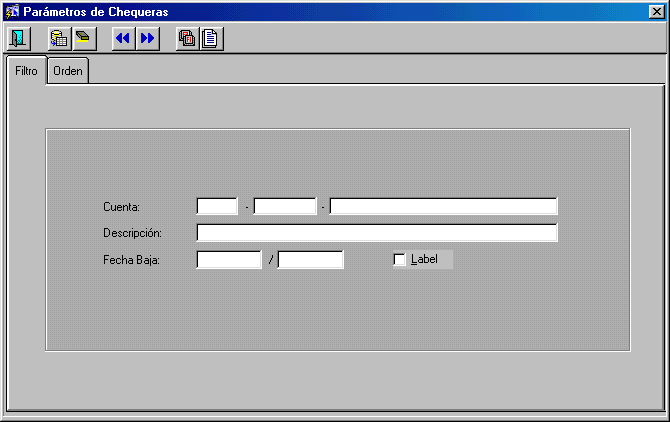 Parámetros de Chequeras
Filtro Orden
Cuenta: - -
Descripción:
Fecha Baja: / Label